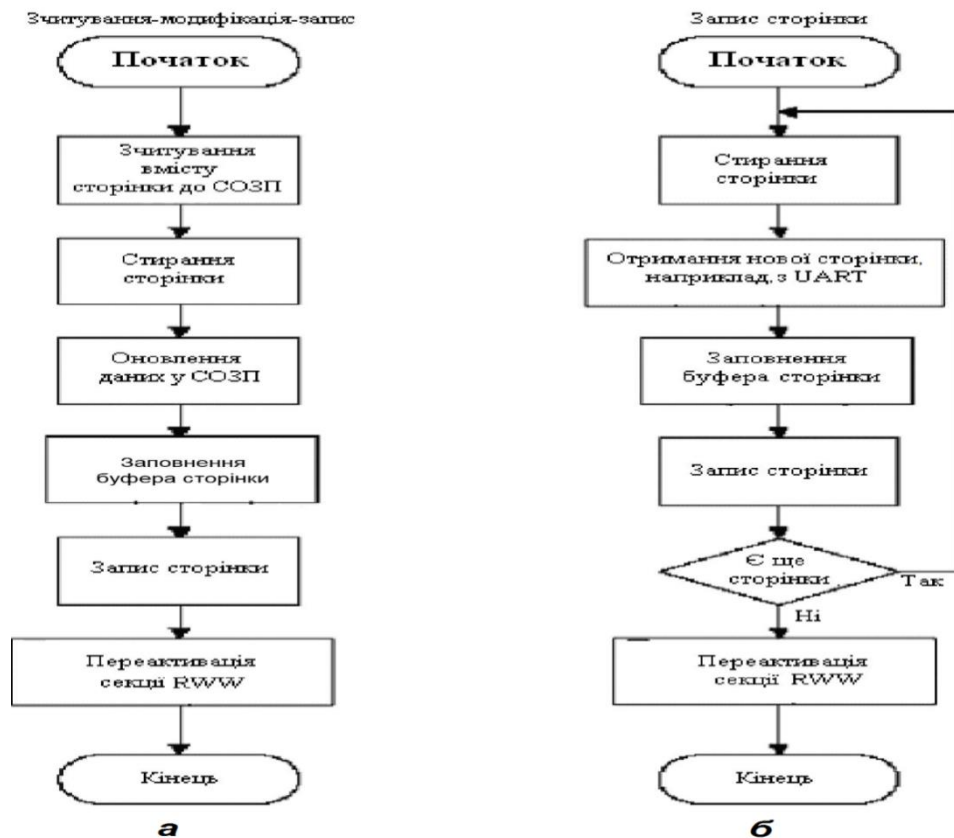 Зчитування-модифікація-запис
Початок
Зчитування
вмісту
сторінки до СОЗП
Стирання
сторінки
Оновлення
даних у СОЗП
Заповнення
буфера сторінки
Запис сторінки
Переактивація
секції RWW
Кінець
а
Запис сторінки
Початок
Стирання
сторінки
Отримання нової сторінки,
наприклад, з UART
Заповнення
буфера сторінки
Запис сторінки
Є ще
сторінки
Так
Ні
Переактивація
секції RWW
Кінець
б